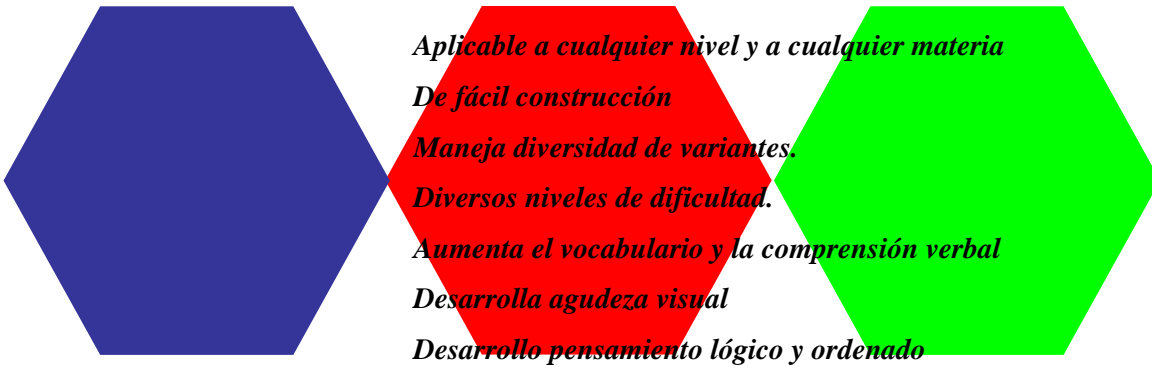 Aplicable a cualquier nivel y a cualquier materia
De fácil construcción
Maneja diversidad de variantes.
Diversos niveles de dificultad.
Aumenta el vocabulario y la comprensión verbal
Desarrolla agudeza visual
Desarrollo pensamiento lógico y ordenado